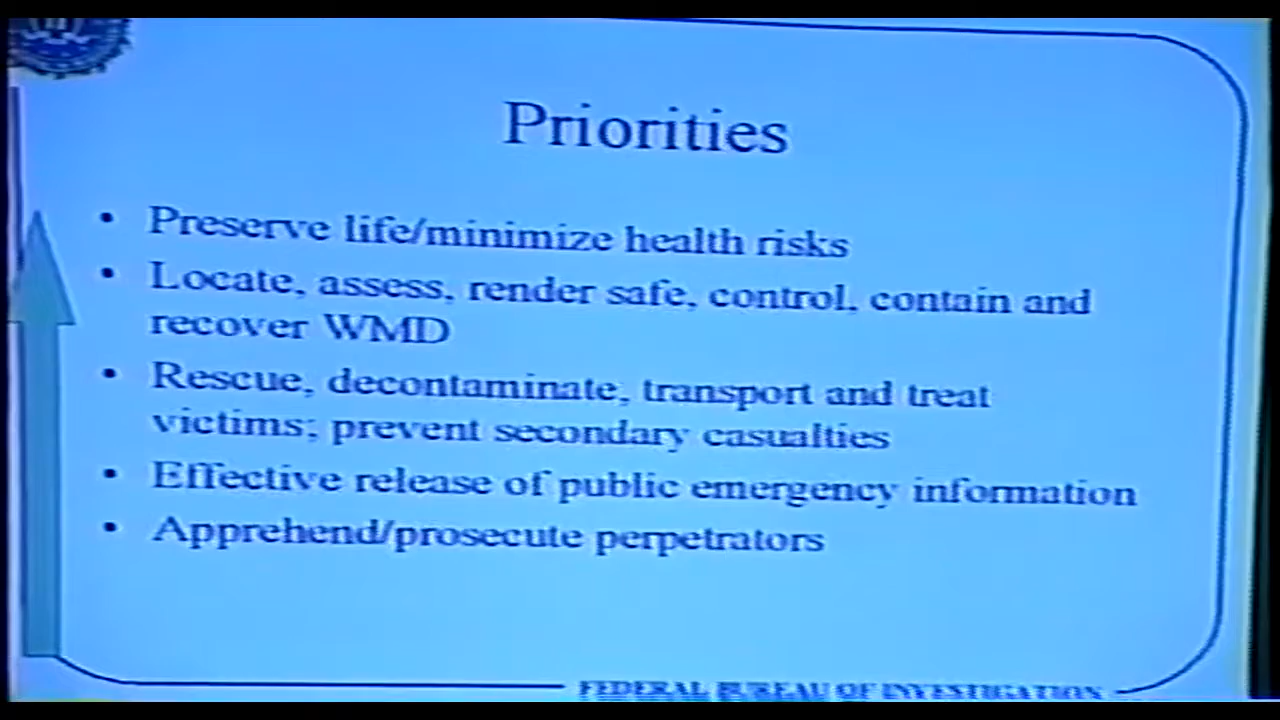 Priorities
• Preserve life/minimize health risks
• Locate, assess, render safe, control, contain and
recover WMD
• Rescue, decontaminate, transport and treat
victims; prevent secondary casualties
• Effective release of public emergency information
• Apprehend/prosecute perpetrators
FEDERAL BUREAU OF INVESTIGATION